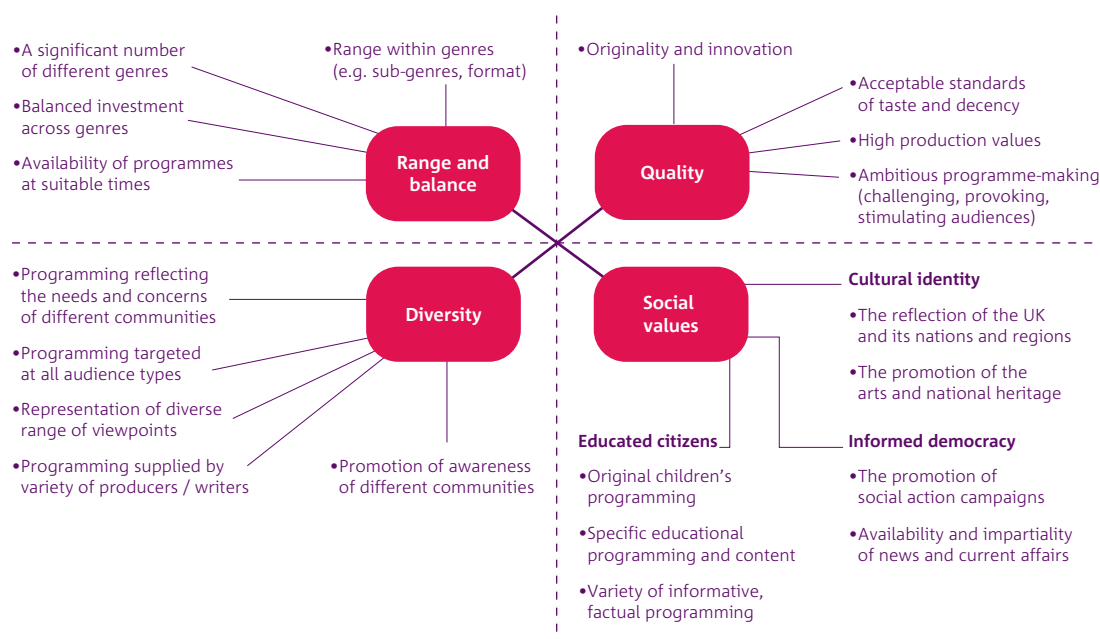 •A significant number
of different genres
•Balanced investment
across genres
•Availability of programmes
at suitable times
•Range within genres
(e.g. sub-genres, format)
Range and
balance
•Originality and innovation
•Acceptable standards
of taste and decency
•High production values
•Ambitious programme-making
(challenging, provoking,
stimulating audiences)
Quality
•Programming reflecting
the needs and concerns
of different communities
•Programming targeted
at all audience types
•Representation of diverse
range of viewpoints
•Programming supplied by
variety of producers / writers
•Promotion of awareness
of different communities
Diversity
Social
values
Cultural identity
•The reflection of the UK
and its nations and regions
•The promotion of the
arts and national heritage
Educated citizens
•Original children's
programming
•Specific educational
programming and content
•Variety of informative,
factual programming
Informed democracy
•The promotion of
social action campaigns
•Availability and impartiality
of news and current affairs